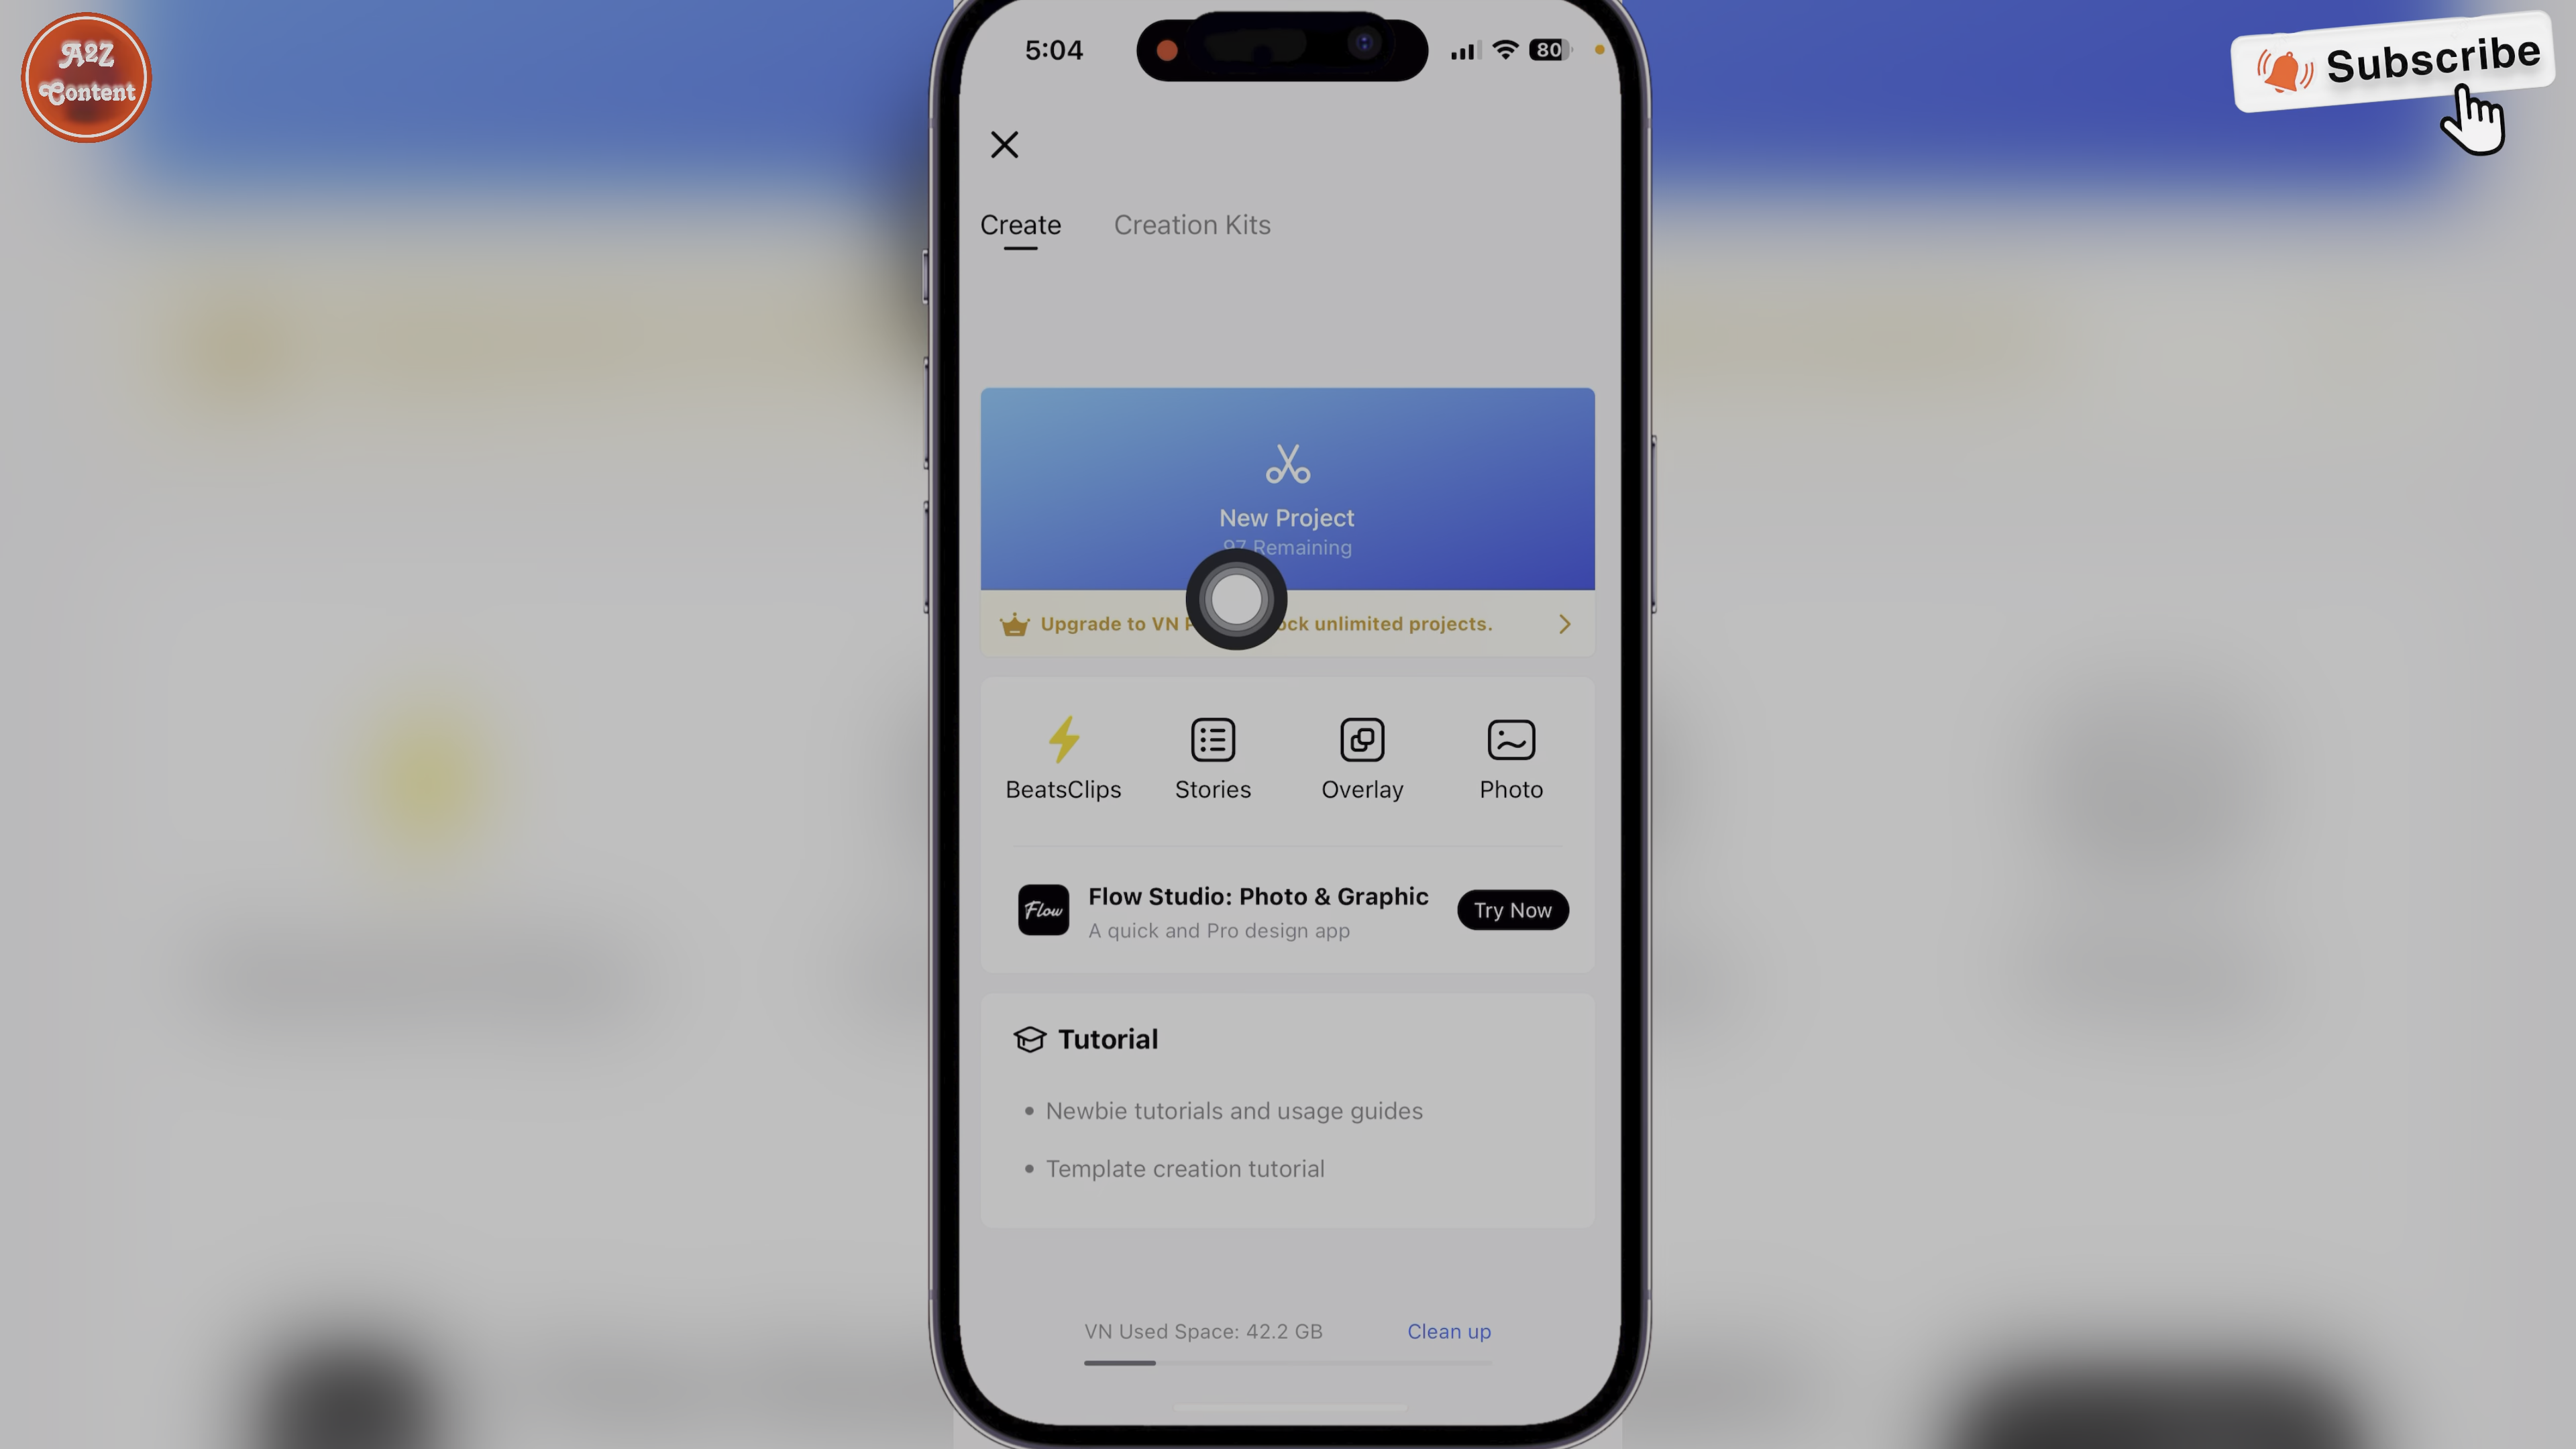 A2Z
Content
Subscribe
5:04
80
Create
Creation Kits
New Project
97 Remaining
Upgrade to VN unlimited projects.
BeatsClips
Stories
Overlay
Photo
Flow
Flow Studio: Photo & Graphic
A quick and Pro design app
Try Now
Tutorial
• Newbie tutorials and usage guides
• Template creation tutorial
VN Used Space: 42.2 GB
Clean up